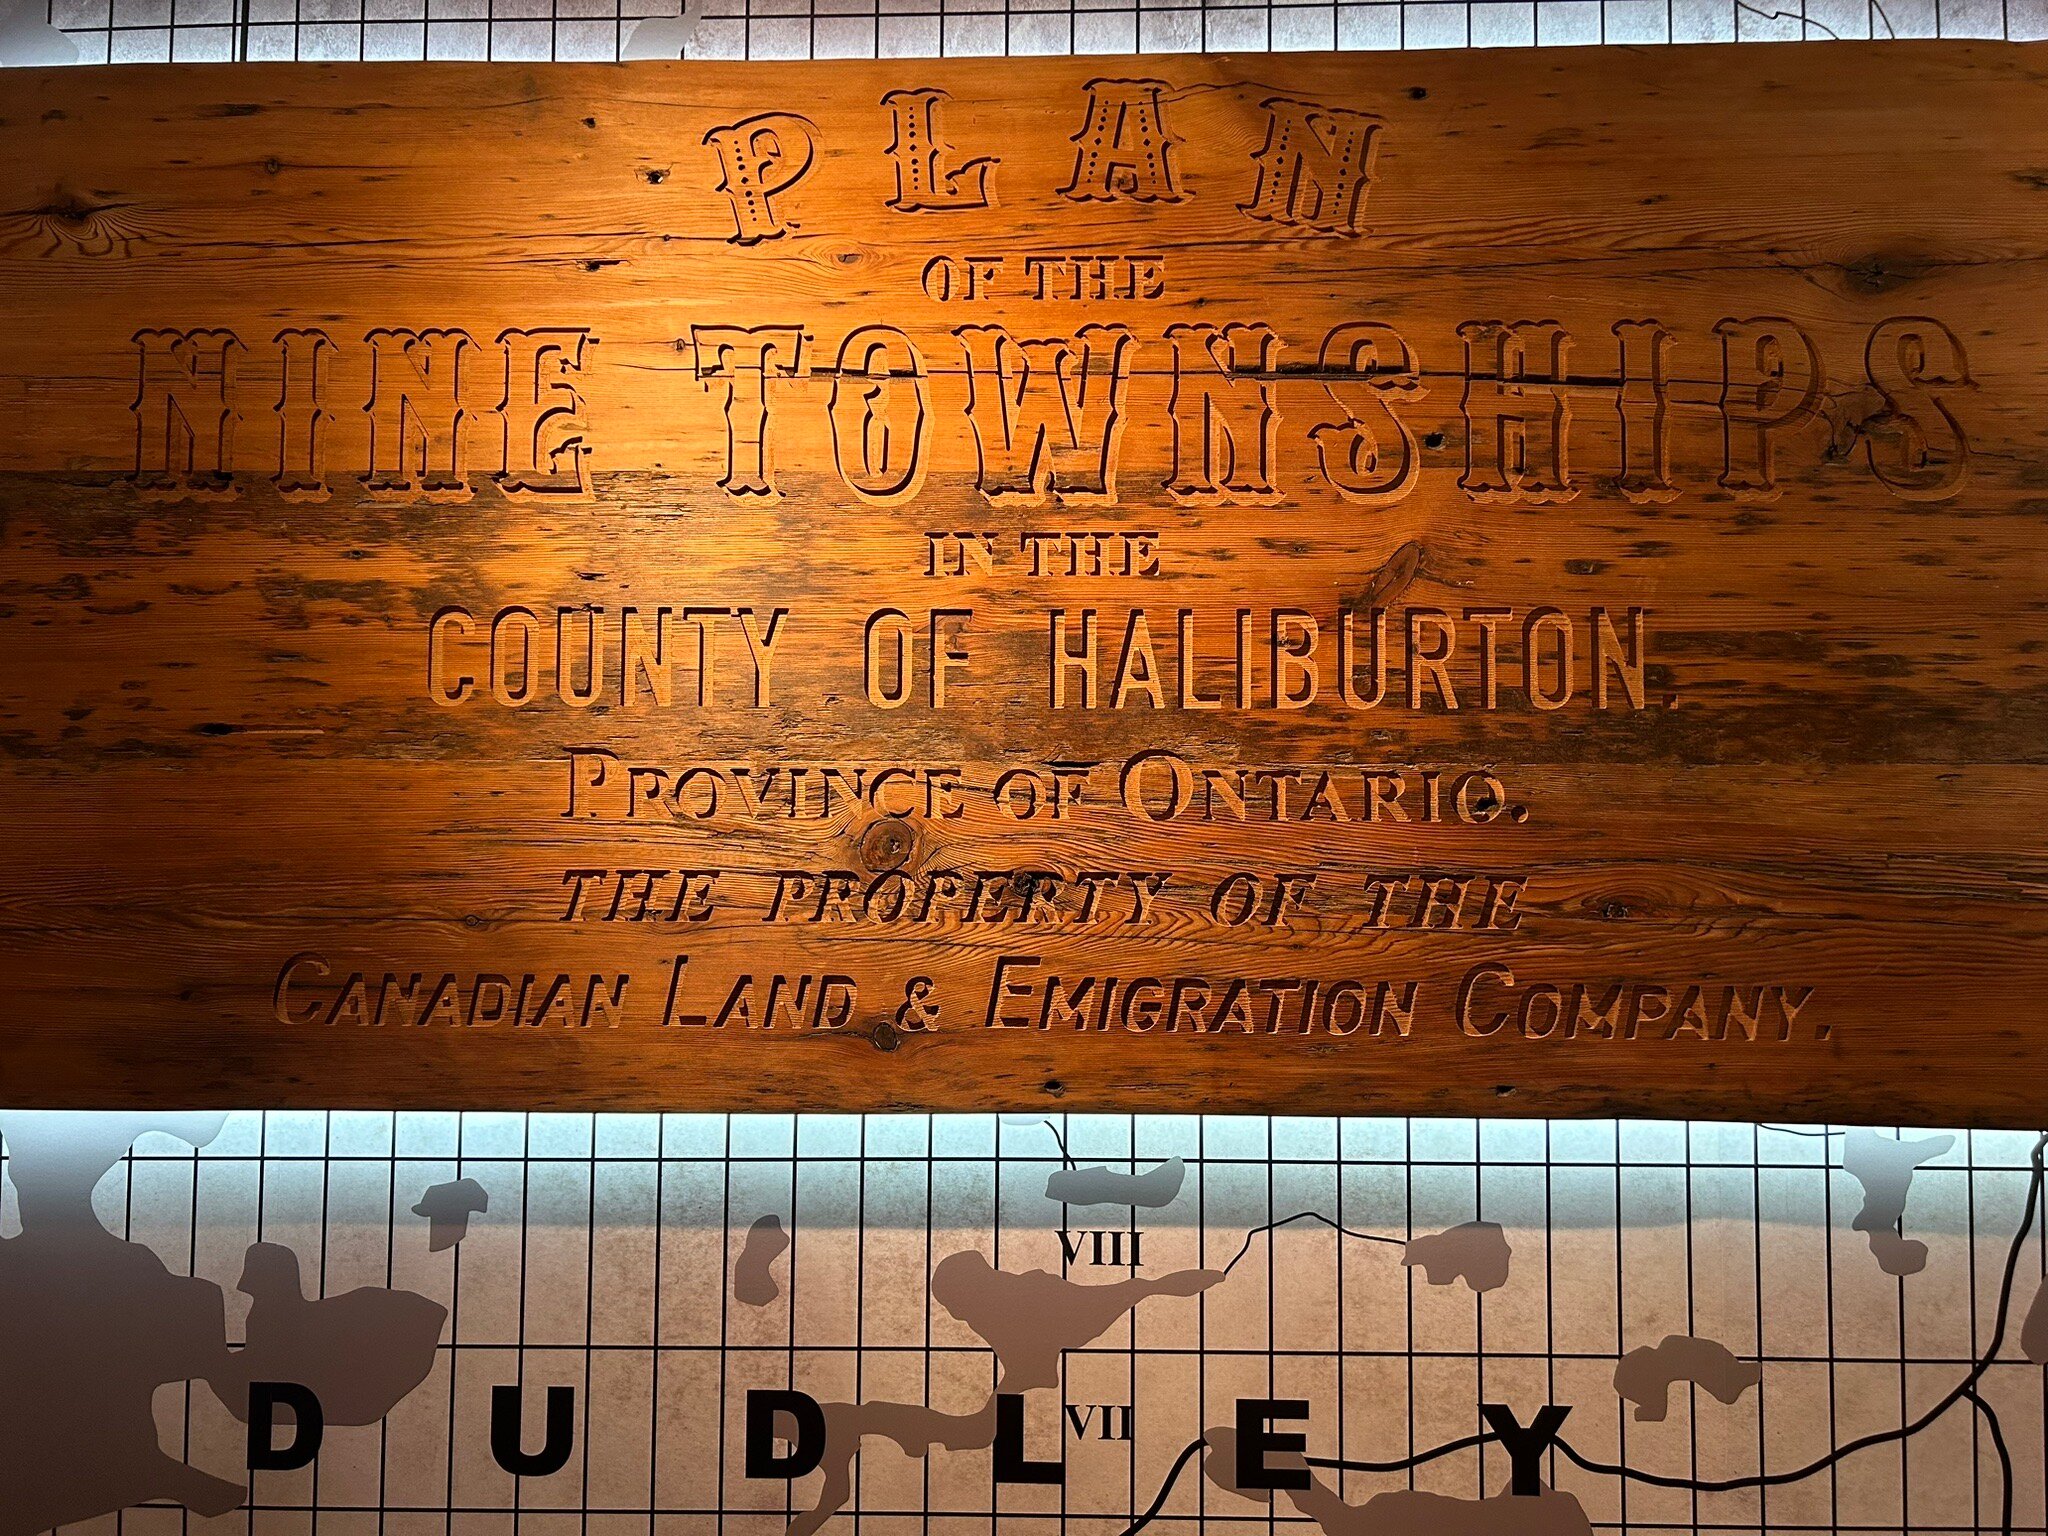 PLAN
OF THE
NINE TOWNSHIPS
IN THE
COUNTY OF HALIBURTON.
PROVINCE OF ONTARIO.
THE PROPERTY OF THE
CANADIAN LAND & EMIGRATION COMPANY.
VIII
DUDLEY
VII